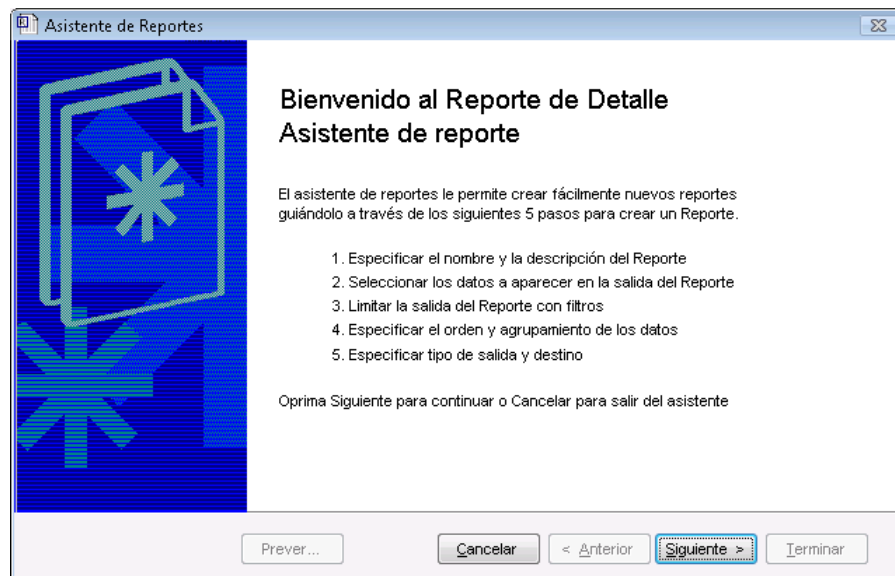 Asistente de Reportes
Bienvenido al Reporte de Detalle
Asistente de reporte
El asistente de reportes le permite crear fácilmente nuevos reportes
guiándolo a través de los siguientes 5 pasos para crear un Reporte.
1. Especificar el nombre y la descripción del Reporte
2. Seleccionar los datos a aparecer en la salida del Reporte
3. Limitar la salida del Reporte con filtros
4. Especificar el orden y agrupamiento de los datos
5. Especificar tipo de salida y destino
Oprima Siguiente para continuar o Cancelar para salir del asistente
Prever... Cancelar < Anterior Siguiente > Terminar